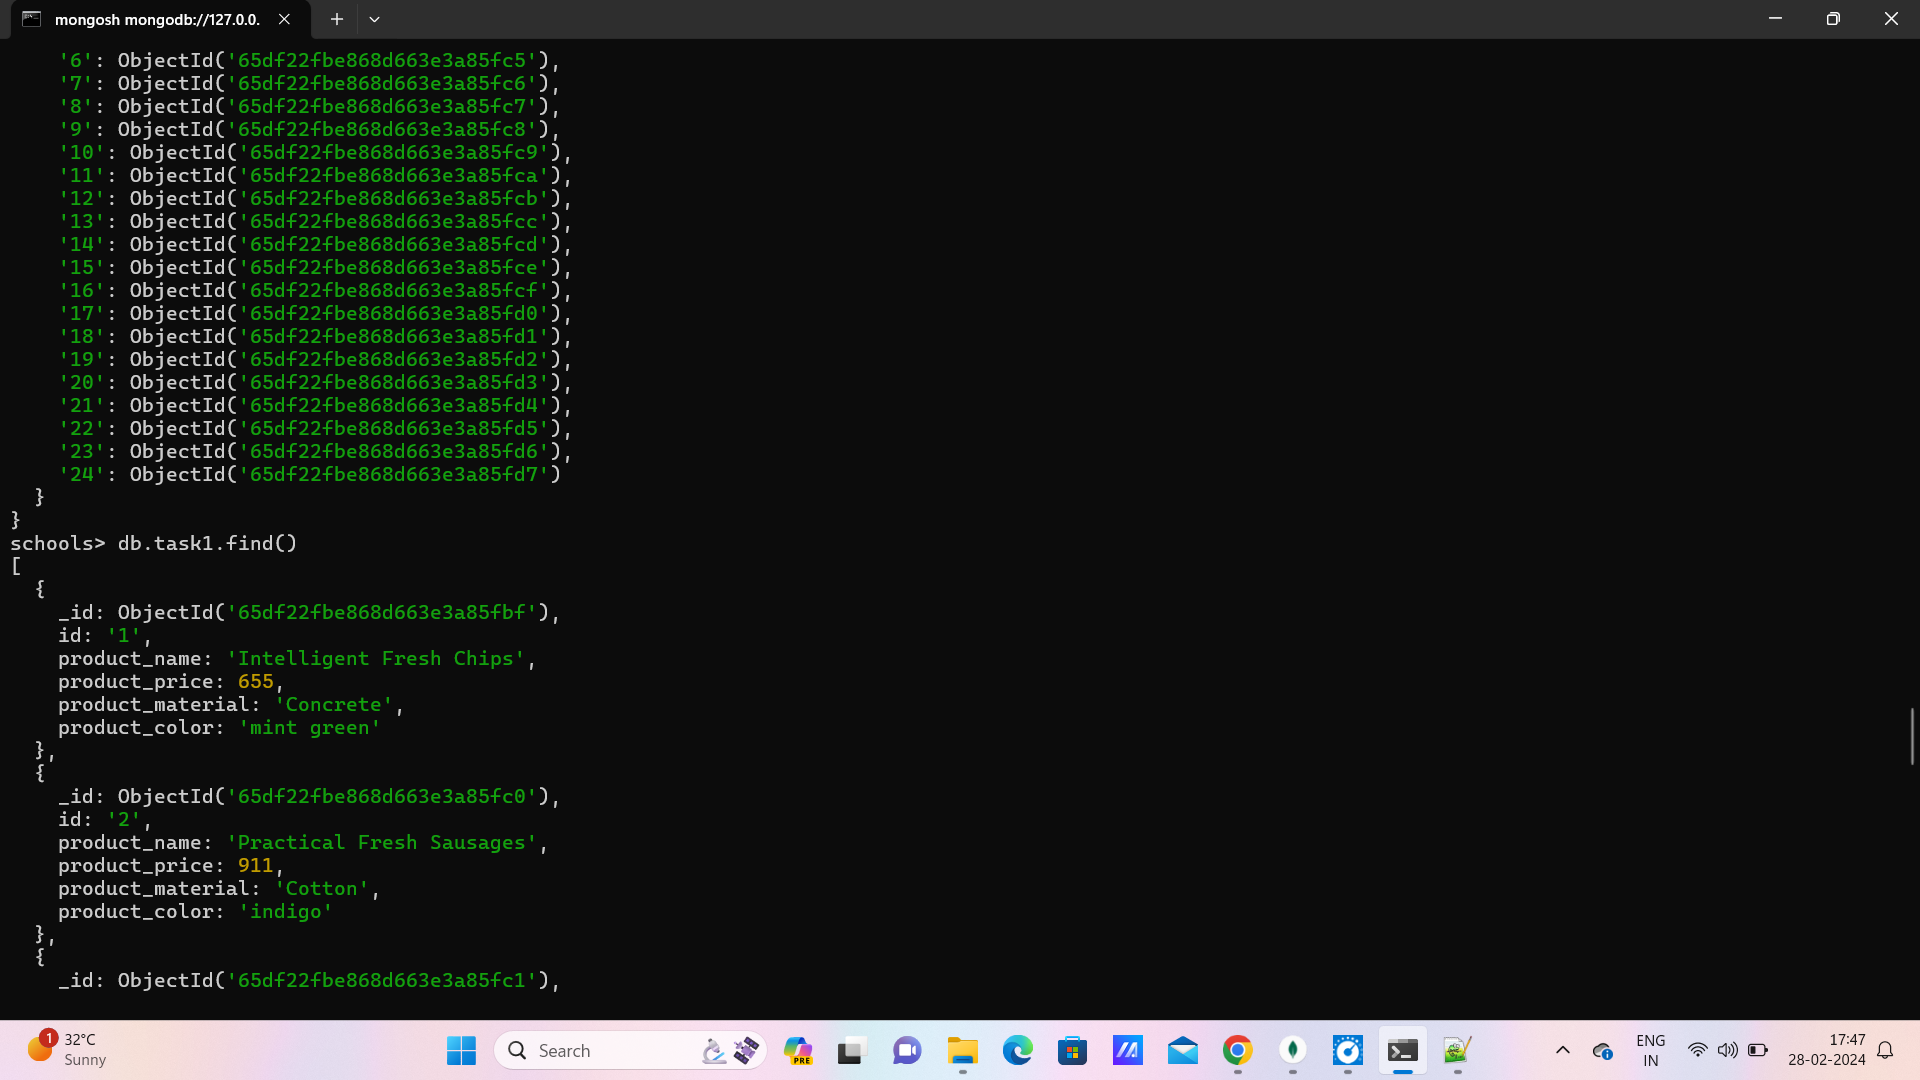 mongosh mongodb://127.0.0.
'6': ObjectId('65df22fbe868d663e3a85fc5'),
'7': ObjectId('65df22fbe868d663e3a85fc6'),
'8': ObjectId('65df22fbe868d663e3a85fc7'),
'9': ObjectId('65df22fbe868d663e3a85fc8'),
'10': ObjectId('65df22fbe868d663e3a85fc9'),
'11': ObjectId('65df22fbe868d663e3a85fca'),
'12': ObjectId('65df22fbe868d663e3a85fcb'),
'13': ObjectId('65df22fbe868d663e3a85fcc'),
'14': ObjectId('65df22fbe868d663e3a85fcd'),
'15': ObjectId('65df22fbe868d663e3a85fce'),
'16': ObjectId('65df22fbe868d663e3a85fcf'),
'17': ObjectId('65df22fbe868d663e3a85fd0'),
'18': ObjectId('65df22fbe868d663e3a85fd1'),
'19': ObjectId('65df22fbe868d663e3a85fd2'),
'20': ObjectId('65df22fbe868d663e3a85fd3'),
'21': ObjectId('65df22fbe868d663e3a85fd4'),
'22': ObjectId('65df22fbe868d663e3a85fd5'),
'23': ObjectId('65df22fbe868d663e3a85fd6'),
'24': ObjectId('65df22fbe868d663e3a85fd7')
}
}
schools> db.task1.find()
[
{
_id: ObjectId('65df22fbe868d663e3a85fbf'),
id: '1',
product_name: 'Intelligent Fresh Chips',
product_price: 655,
product_material: 'Concrete',
product_color: 'mint green'
},
{
_id: ObjectId('65df22fbe868d663e3a85fc0'),
id: '2',
product_name: 'Practical Fresh Sausages',
product_price: 911,
product_material: 'Cotton',
product_color: 'indigo'
},
{
_id: ObjectId('65df22fbe868d663e3a85fc1'),
1
32°C
Sunny
Search
PRE
ENG
IN
17:47
28-02-2024